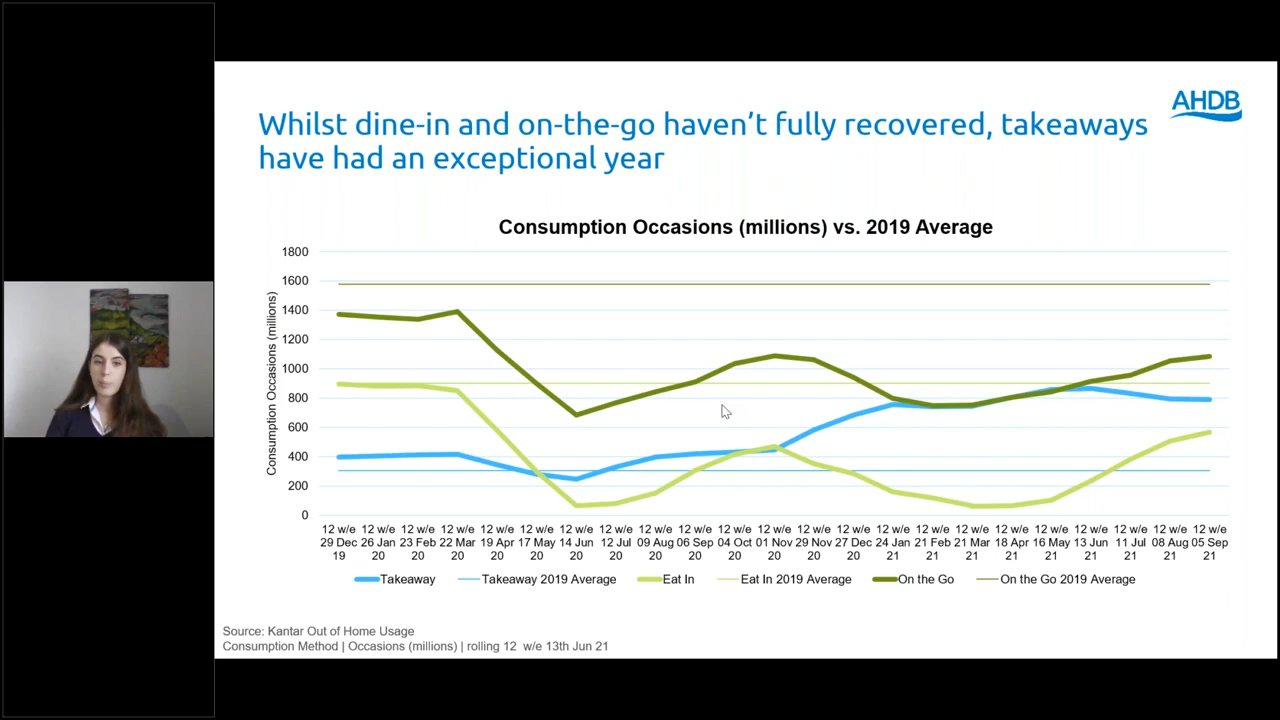 AHDB
Whilst dine-in and on-the-go haven't fully recovered, takeaways
have had an exceptional year
Consumption Occasions (millions) vs. 2019 Average
Consumption Occasions (millions)
1800
1600
1400
1200
1000
800
600
400
200
0
12 w/e 29 Dec 19
12 w/e 26 Jan 20
12 w/e 23 Feb 20
12 w/e 22 Mar 20
12 w/e 19 Apr 20
12 w/e 17 May 20
12 w/e 14 Jun 20
12 w/e 12 Jul 20
12 w/e 09 Aug 20
12 w/e 06 Sep 20
12 w/e 04 Oct 20
12 w/e 01 Nov 20
12 w/e 29 Nov 20
12 w/e 27 Dec 20
12 w/e 24 Jan 21
12 w/e 21 Feb 21
12 w/e 21 Mar 21
12 w/e 18 Apr 21
12 w/e 16 May 21
12 w/e 13 Jun 21
12 w/e 11 Jul 21
12 w/e 08 Aug 21
12 w/e 05 Sep 21
Takeaway
Takeaway 2019 Average
Eat In
Eat In 2019 Average
On the Go
On the Go 2019 Average
Source: Kantar Out of Home Usage
Consumption Method | Occasions (millions) | rolling 12 w/e 13th Jun 21